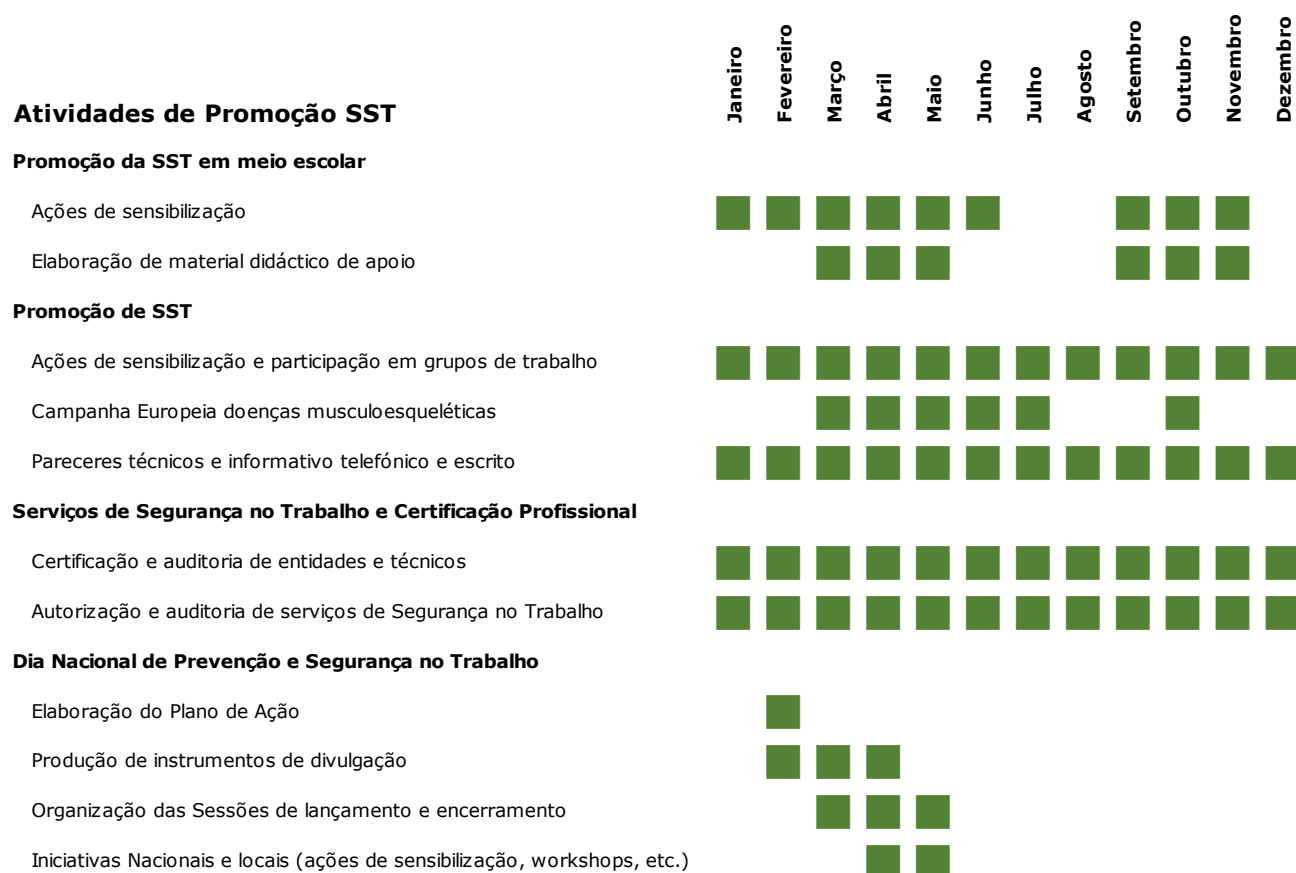 Janeiro
Fevereiro
Março
Abril
Maio
Junho
Julho
Agosto
Setembro
Outubro
Novembro
Dezembro
Atividades de Promoção SST
Promoção da SST em meio escolar
Ações de sensibilização
Elaboração de material didáctico de apoio
Promoção de SST
Ações de sensibilização e participação em grupos de trabalho
Campanha Europeia doenças musculoesqueléticas
Pareceres técnicos e informativo telefónico e escrito
Serviços de Segurança no Trabalho e Certificação Profissional
Certificação e auditoria de entidades e técnicos
Autorização e auditoria de serviços de Segurança no Trabalho
Dia Nacional de Prevenção e Segurança no Trabalho
Elaboração do Plano de Ação
Produção de instrumentos de divulgação
Organização das Sessões de lançamento e encerramento
Iniciativas Nacionais e locais (ações de sensibilização, workshops, etc.)